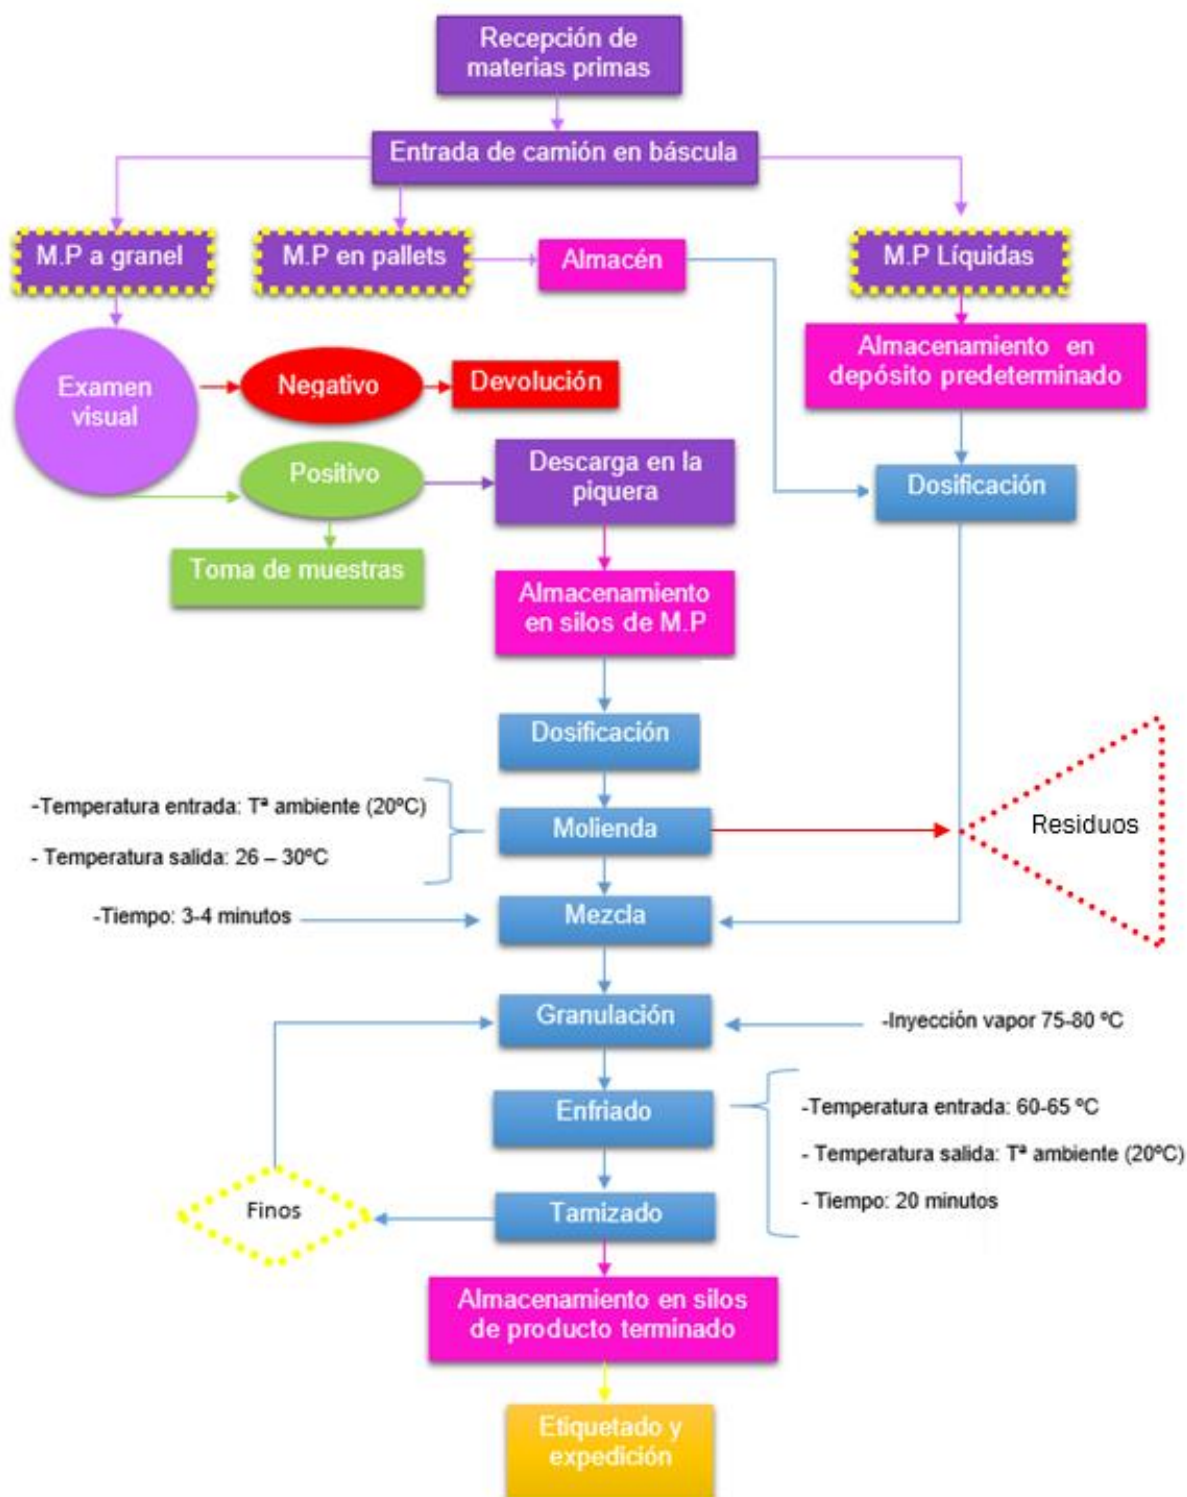 Recepción de
materias primas
Entrada de camión en báscula
M.P a granel
M.P en pallets
Almacén
M.P Líquidas
Almacenamiento en
depósito predeterminado
Examen
visual
Negativo
Devolución
Positivo
Descarga en la
piquera
Dosificación
Toma de muestras
Almacenamiento
en silos de M.P
Dosificación
-Temperatura entrada: Tª ambiente (20ºC)
- Temperatura salida: 26 – 30ºC
Molienda
Residuos
-Tiempo: 3-4 minutos
Mezcla
Granulación
-Inyección vapor 75-80 ºC
Enfriado
-Temperatura entrada: 60-65 ºC
- Temperatura salida: Tª ambiente (20ºC)
- Tiempo: 20 minutos
Finos
Tamizado
Almacenamiento en silos
de producto terminado
Etiquetado y
expedición